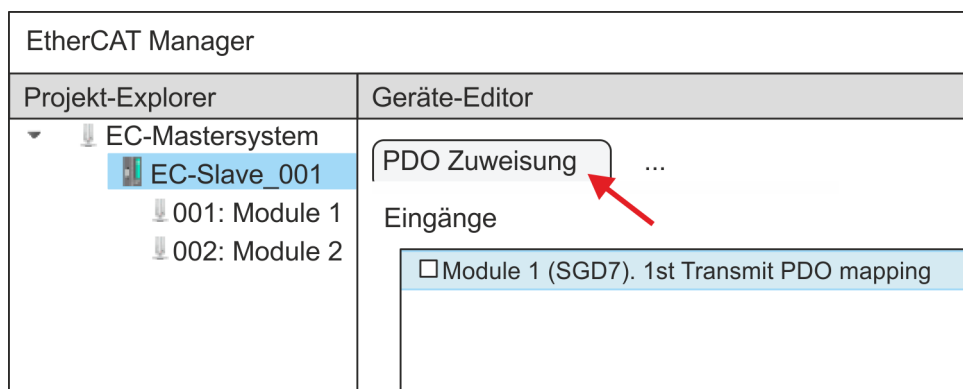 EtherCAT Manager
Projekt-Explorer
Geräte-Editor
EC-Mastersystem
EC-Slave_001
001: Module 1
002: Module 2
PDO Zuweisung
...
Eingänge
Module 1 (SGD7). 1st Transmit PDO mapping